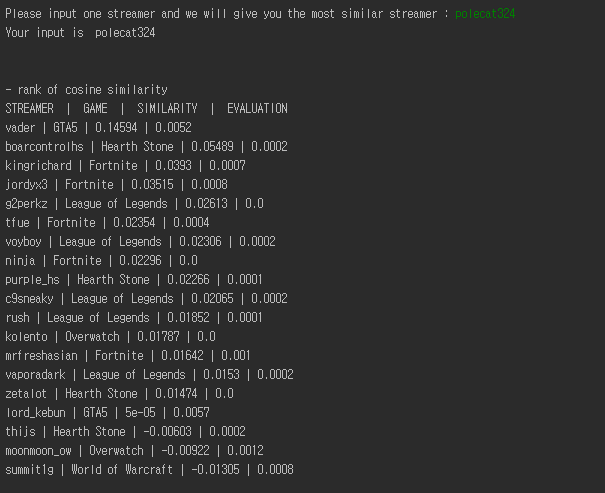 Please input one streamer and we will give you the most similar streamer : polecat324
Your input is  polecat324
- rank of cosine similarity
STREAMER  |  GAME  |  SIMILARITY  |  EVALUATION
vader | GTA5 | 0.14594 | 0.0052
boarcontrolhs | Hearth Stone | 0.05489 | 0.0002
kingrichard | Fortnite | 0.0393 | 0.0007
jordyx3 | Fortnite | 0.03515 | 0.0008
g2perkz | League of Legends | 0.02613 | 0.0
tfue | Fortnite | 0.02354 | 0.0004
voyboy | League of Legends | 0.02306 | 0.0002
ninja | Fortnite | 0.02296 | 0.0
purple_hs | Hearth Stone | 0.02266 | 0.0001
c9sneaky | League of Legends | 0.02065 | 0.0002
rush | League of Legends | 0.01852 | 0.0001
kolento | Overwatch | 0.01787 | 0.0
mrfreshasian | Fortnite | 0.01642 | 0.001
vaporadark | League of Legends | 0.0153 | 0.0002
zetalot | Hearth Stone | 0.01474 | 0.0
lord_kebun | GTA5 | 5e-05 | 0.0057
thijs | Hearth Stone | -0.00603 | 0.0002
moonmoon_ow | Overwatch | -0.00922 | 0.0012
summit1g | World of Warcraft | -0.01305 | 0.0008